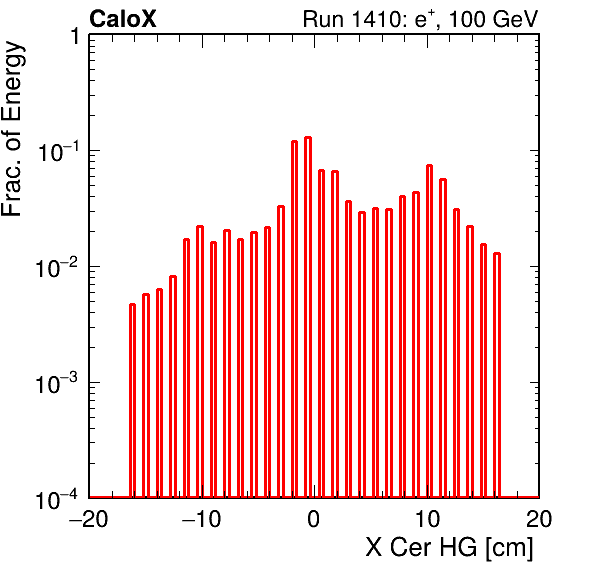 CaloX Run 1410: e⁺, 100 GeV
Frac. of Energy
1
10⁻¹
10⁻²
10⁻³
10⁻⁴
−20 −10 0 10 20
X Cer HG [cm]